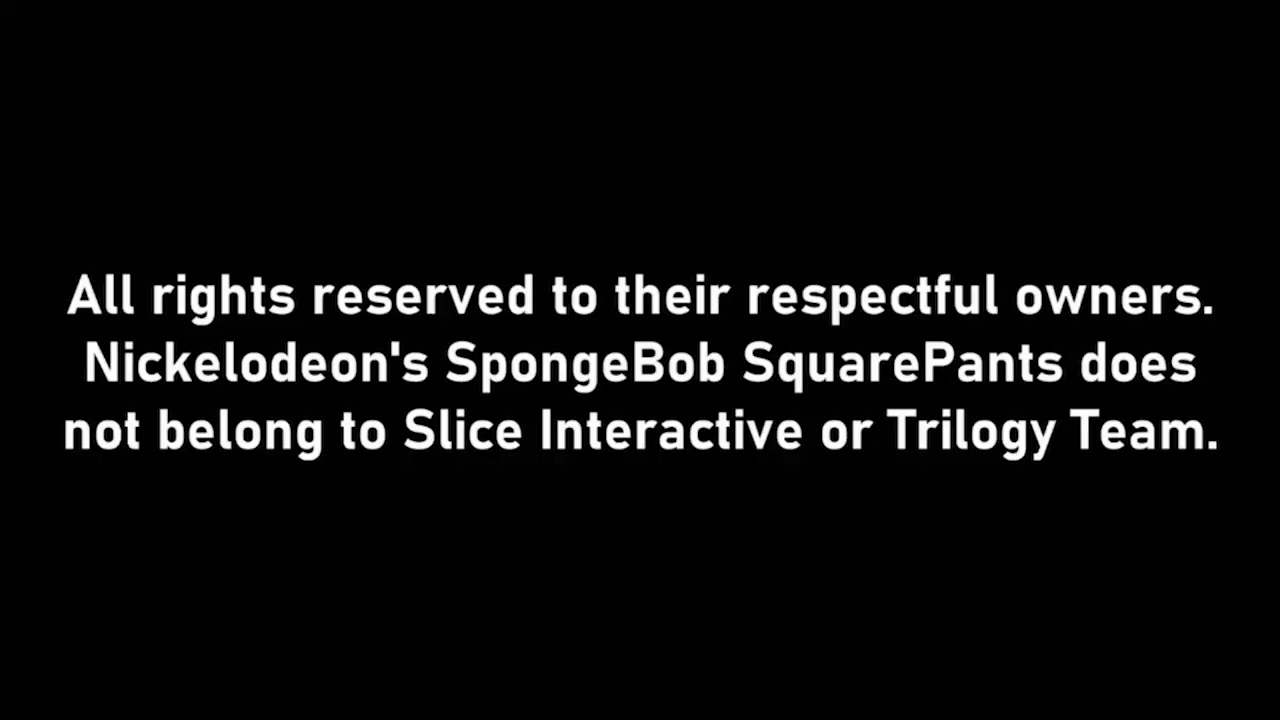 All rights reserved to their respectful owners.
Nickelodeon's SpongeBob SquarePants does
not belong to Slice Interactive or Trilogy Team.